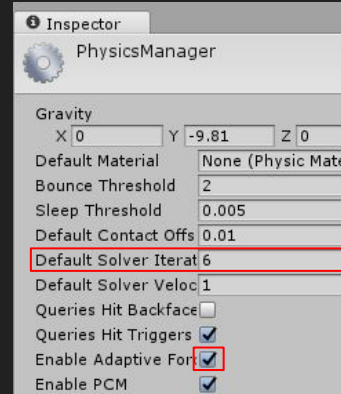 Inspector
PhysicsManager
Gravity
X 0 Y -9.81 Z 0
Default Material None (Physic Mate
Bounce Threshold 2
Sleep Threshold 0.005
Default Contact Offs 0.01
Default Solver Iterat 6
Default Solver Veloc 1
Queries Hit Backface
Queries Hit Triggers
Enable Adaptive For
Enable PCM